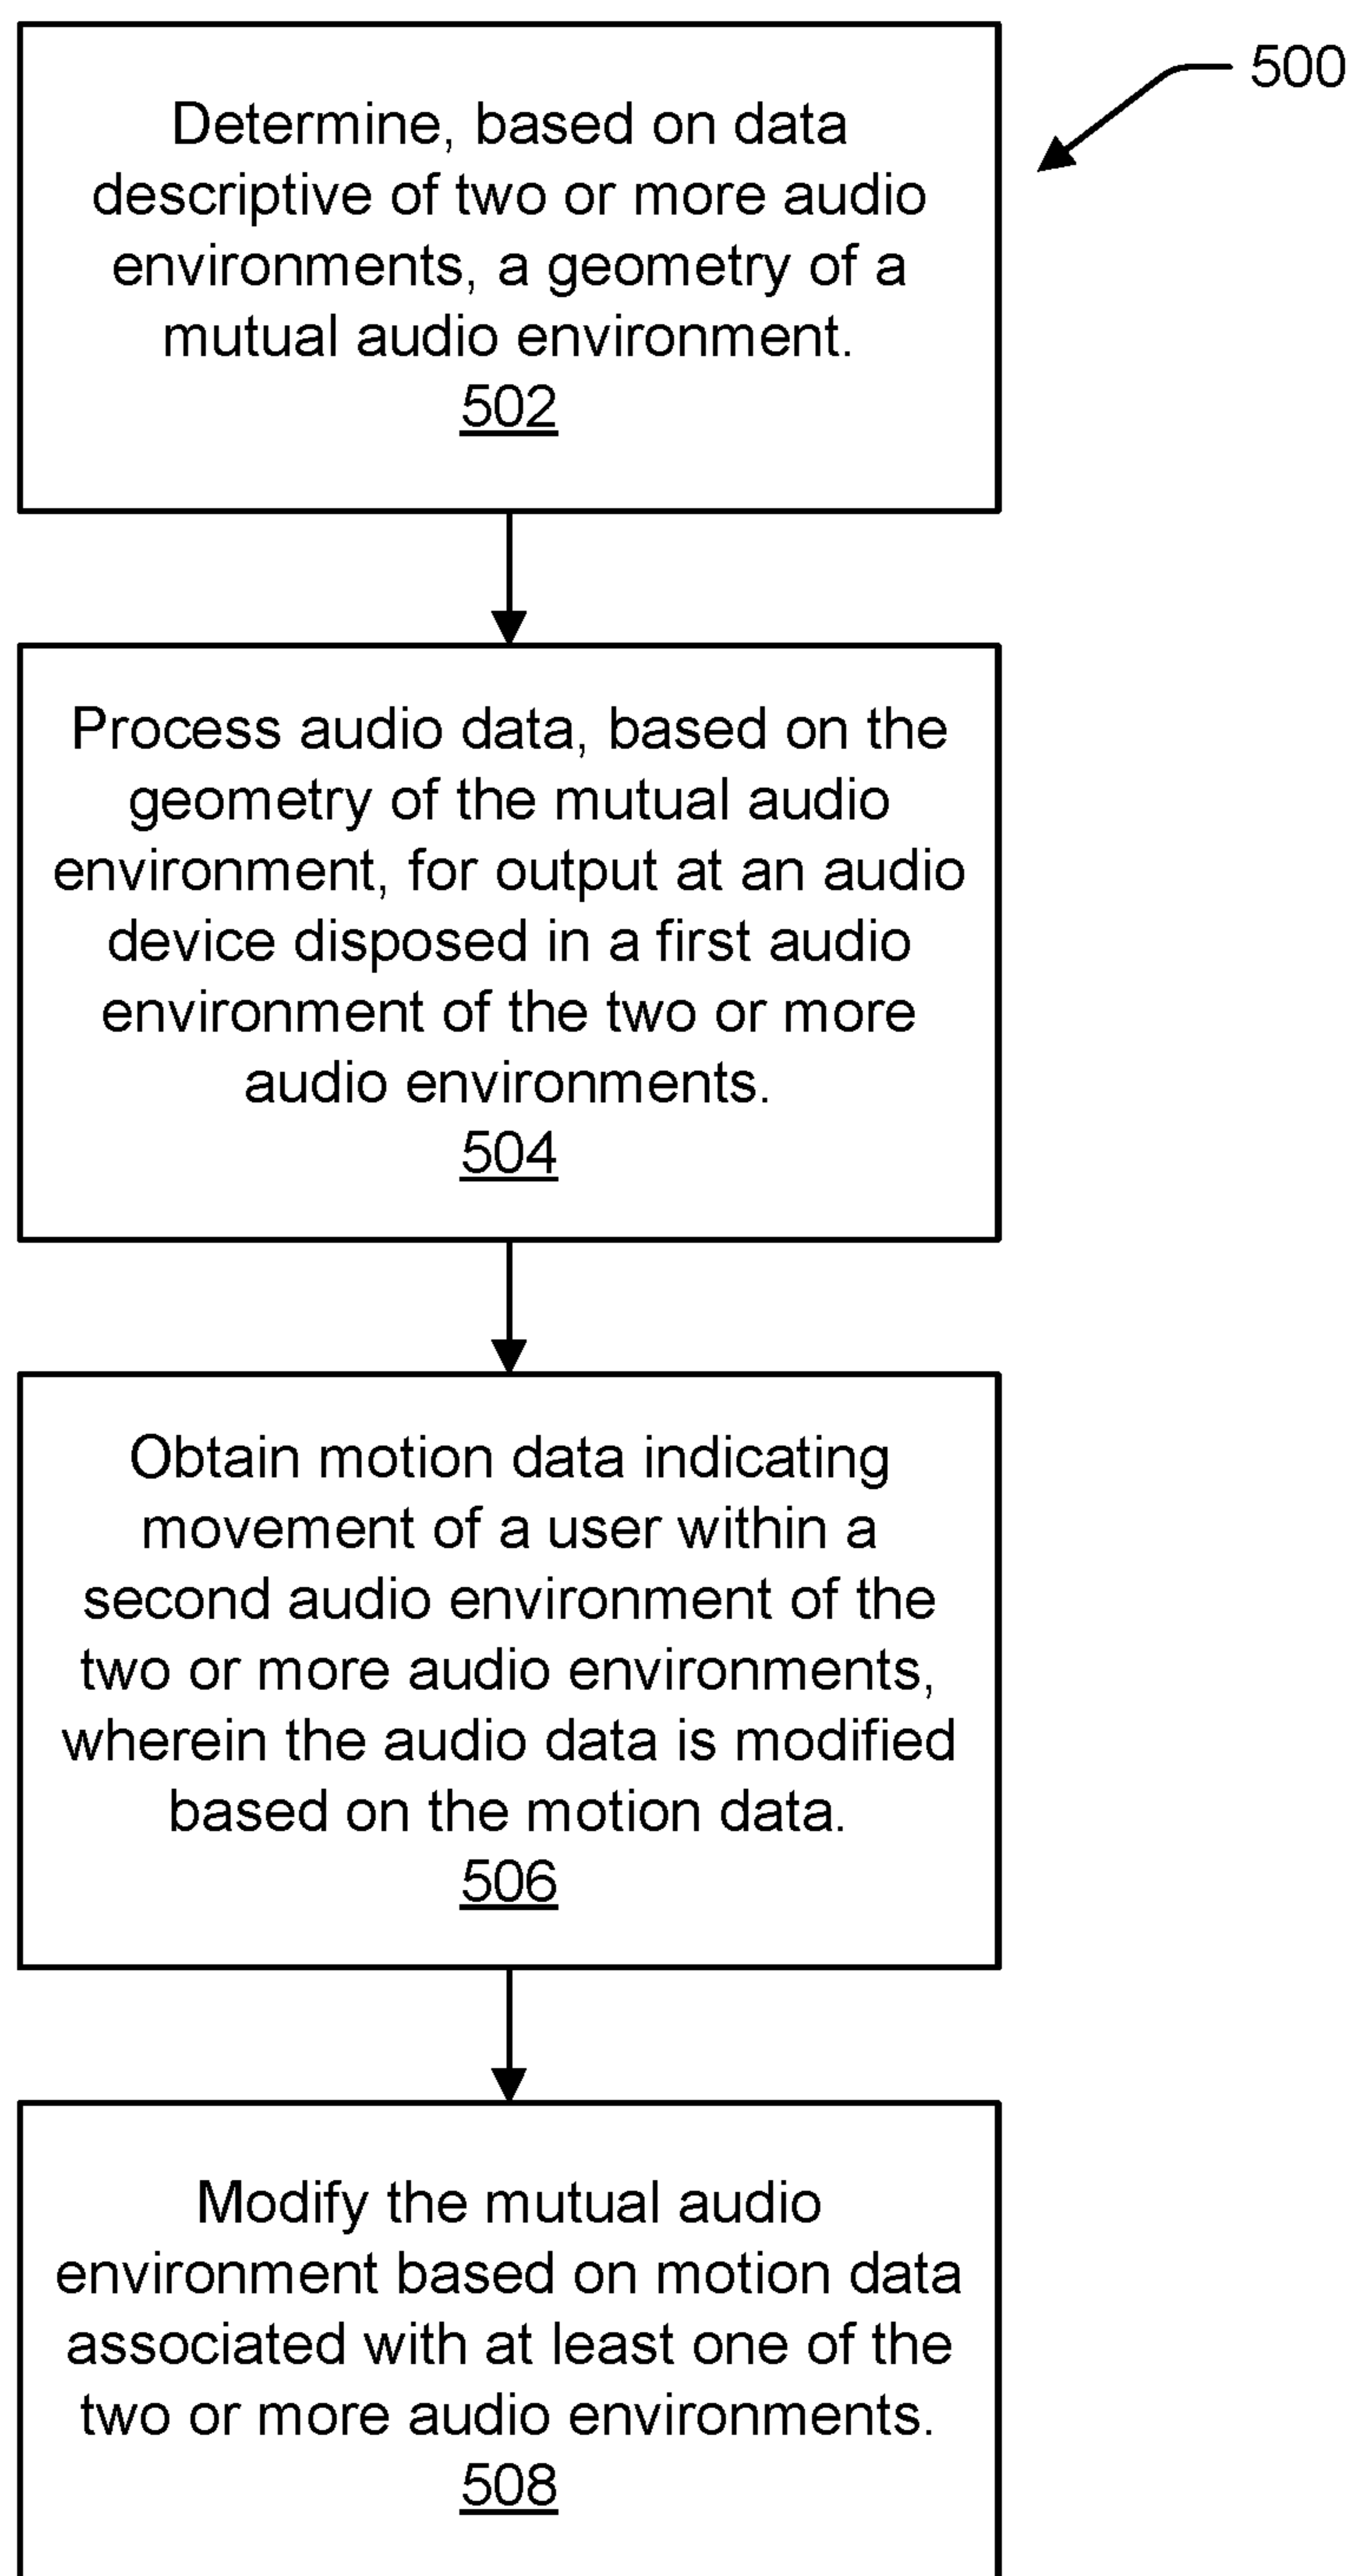 500
Determine, based on data
descriptive of two or more audio
environments, a geometry of a
mutual audio environment.
502
Process audio data, based on the
geometry of the mutual audio
environment, for output at an audio
device disposed in a first audio
environment of the two or more
audio environments.
504
Obtain motion data indicating
movement of a user within a
second audio environment of the
two or more audio environments,
wherein the audio data is modified
based on the motion data.
506
Modify the mutual audio
environment based on motion data
associated with at least one of the
two or more audio environments.
508